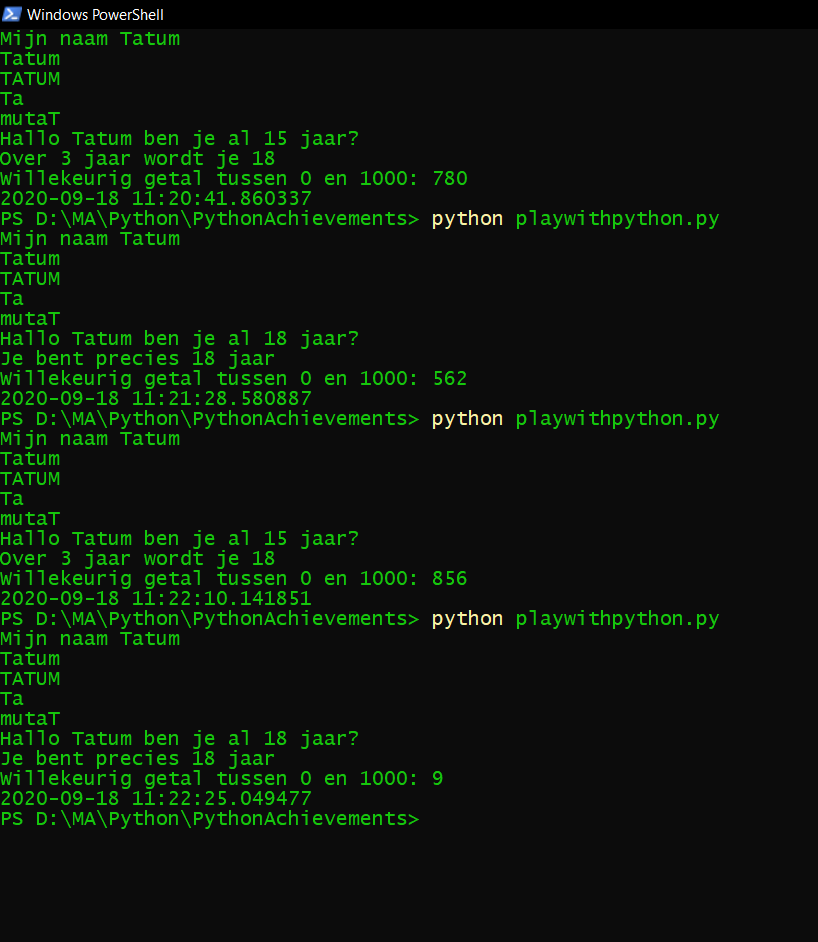 Windows PowerShell
Mijn naam Tatum
Tatum
TATUM
Ta
mutaT
Hallo Tatum ben je al 15 jaar?
Over 3 jaar wordt je 18
Willekeurig getal tussen 0 en 1000: 780
2020-09-18 11:20:41.860337
PS D:\MA\Python\PythonAchievements> python playwithpython.py
Mijn naam Tatum
Tatum
TATUM
Ta
mutaT
Hallo Tatum ben je al 18 jaar?
Je bent precies 18 jaar
Willekeurig getal tussen 0 en 1000: 562
2020-09-18 11:21:28.580887
PS D:\MA\Python\PythonAchievements> python playwithpython.py
Mijn naam Tatum
Tatum
TATUM
Ta
mutaT
Hallo Tatum ben je al 15 jaar?
Over 3 jaar wordt je 18
Willekeurig getal tussen 0 en 1000: 856
2020-09-18 11:22:10.141851
PS D:\MA\Python\PythonAchievements> python playwithpython.py
Mijn naam Tatum
Tatum
TATUM
Ta
mutaT
Hallo Tatum ben je al 18 jaar?
Je bent precies 18 jaar
Willekeurig getal tussen 0 en 1000: 9
2020-09-18 11:22:25.049477
PS D:\MA\Python\PythonAchievements>